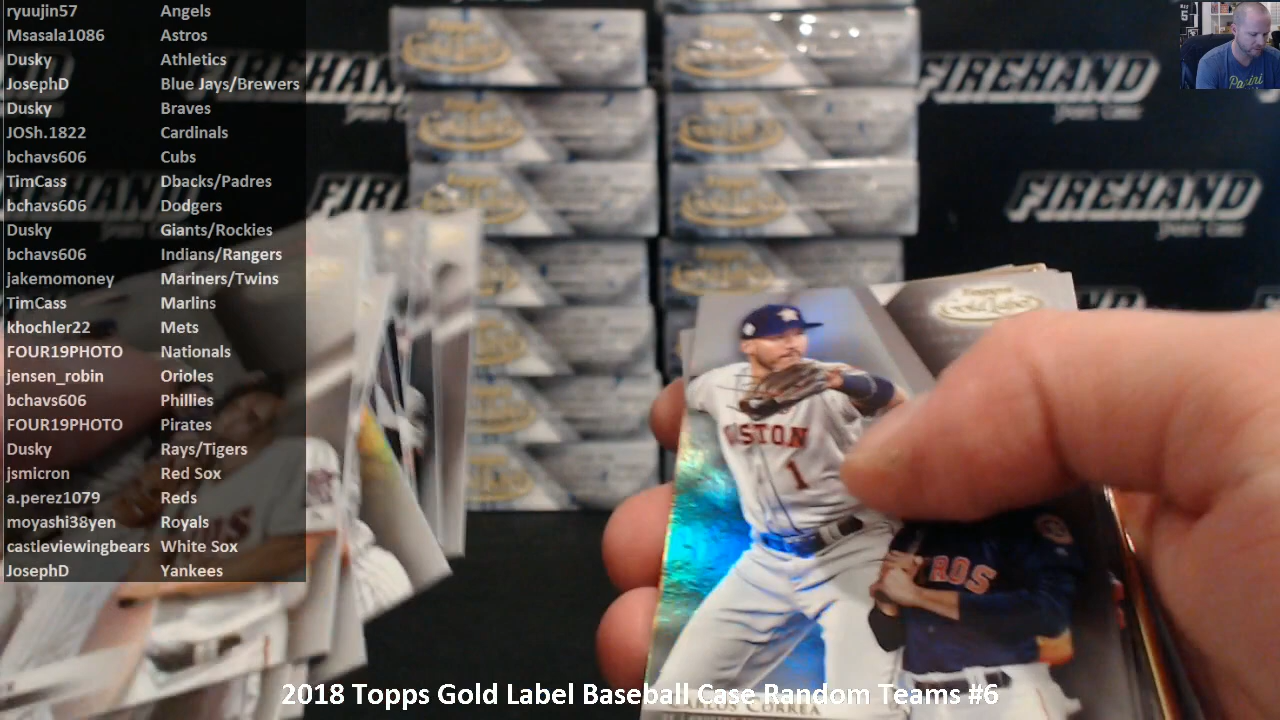 ryuujin57 Angels
Msasala1086 Astros
Dusky Athletics
JosephD Blue Jays/Brewers
Dusky Braves
JOSh.1822 Cardinals
bchavs606 Cubs
TimCass Dbacks/Padres
bchavs606 Dodgers
Dusky Giants/Rockies
bchavs606 Indians/Rangers
jakemomoney Mariners/Twins
TimCass Marlins
khochler22 Mets
FOUR19PHOTO Nationals
jensen_robin Orioles
bchavs606 Phillies
FOUR19PHOTO Pirates
Dusky Rays/Tigers
jsmicron Red Sox
a.perez1079 Reds
moyashi38yen Royals
castleviewingbears White Sox
JosephD Yankees
FIREHAND
FIREHAND
FIREHAND
USTON
1
ROS
2018 Topps Gold Label Baseball Case Random Teams #6